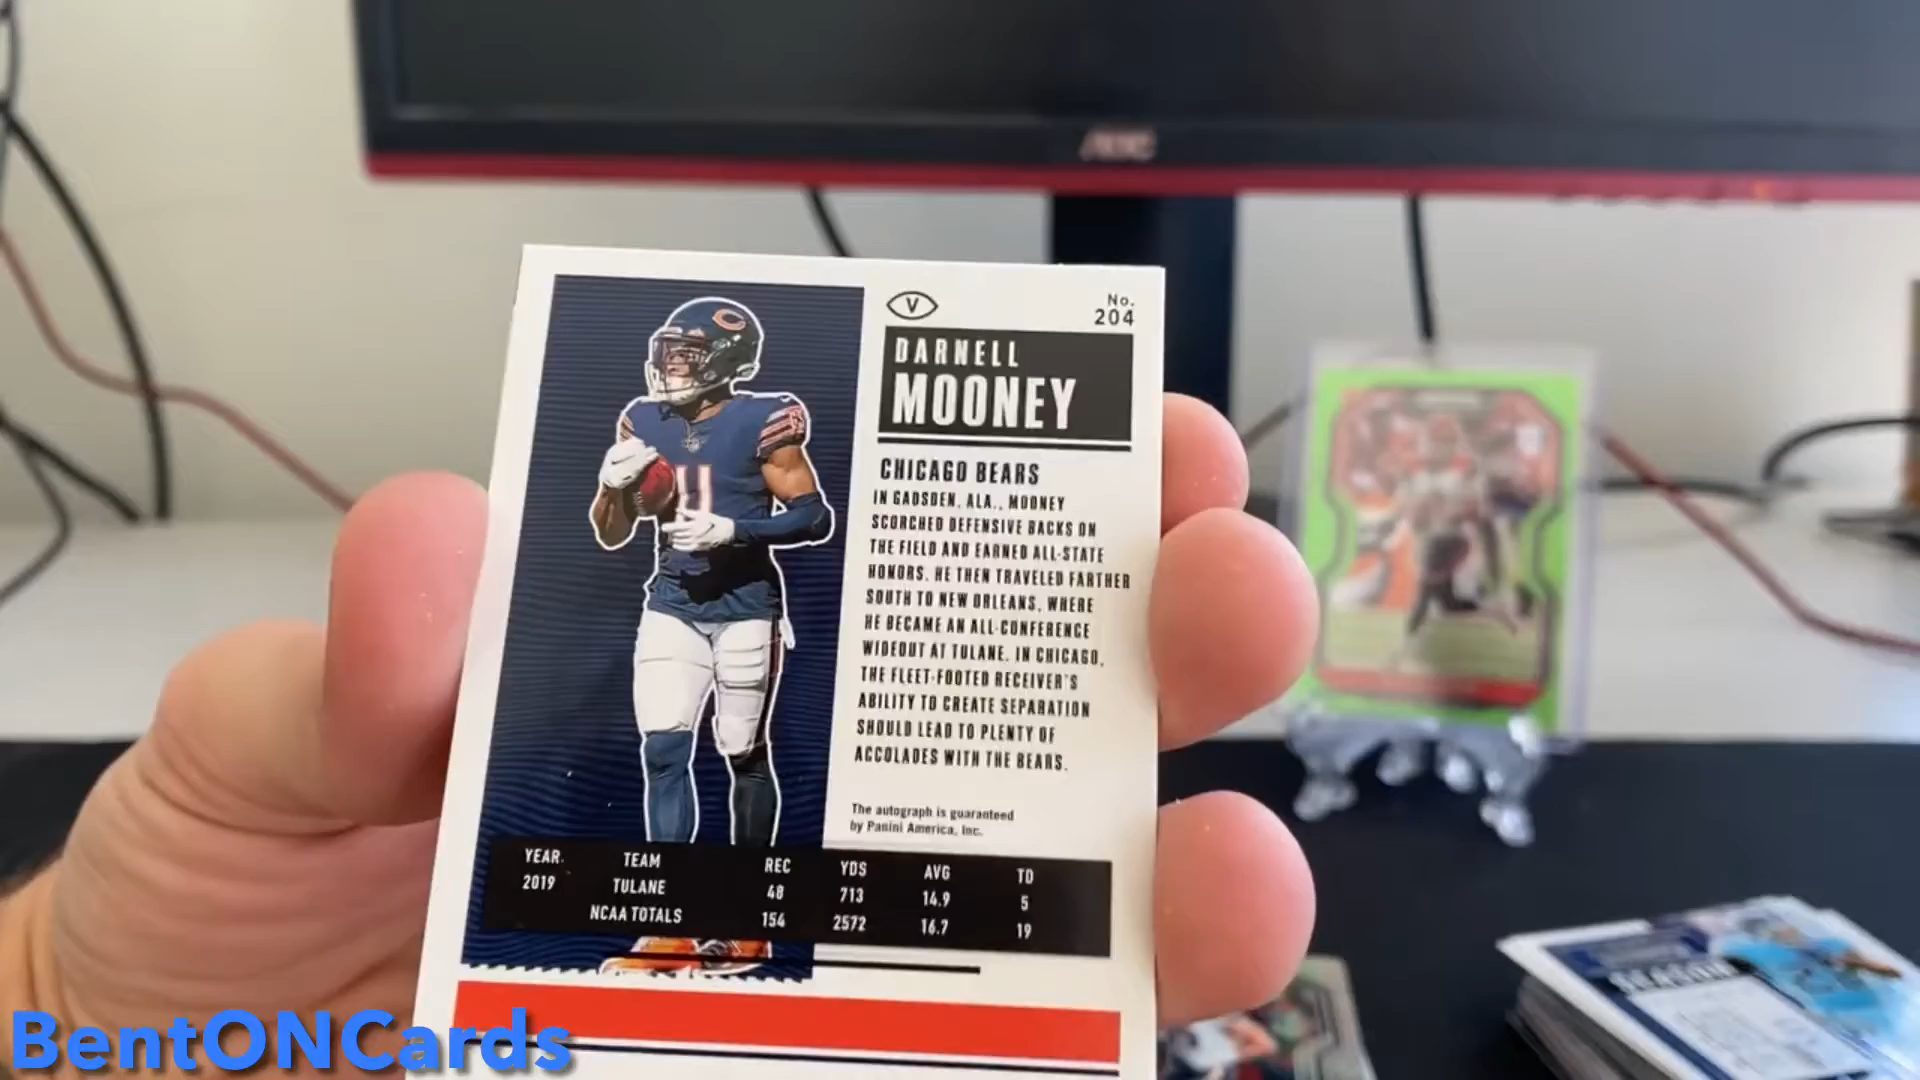 AOC
V
No.
204
DARNELL
MOONEY
CHICAGO BEARS
IN GADSDEN, ALA., MOONEY
SCORCHED DEFENSIVE BACKS ON
THE FIELD AND EARNED ALL-STATE
HONORS. HE THEN TRAVELED FARTHER
SOUTH TO NEW ORLEANS, WHERE
HE BECAME AN ALL-CONFERENCE
WIDEOUT AT TULANE. IN CHICAGO,
THE FLEET-FOOTED RECEIVER'S
ABILITY TO CREATE SEPARATION
SHOULD LEAD TO PLENTY OF
ACCOLADES WITH THE BEARS.
The autograph is guaranteed
by Panini America, Inc.
YEAR TEAM REC YDS AVG TD
2019 TULANE 48 713 14.9 5
NCAA TOTALS 154 2572 16.7 19
SEASON
BentONCards